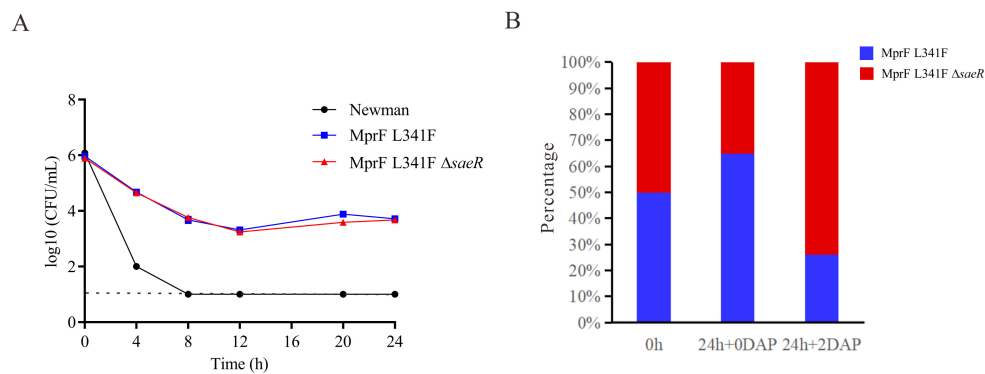 A
8
6
4
2
0
log10 (CFU/mL)
0
4
8
12
16
20
24
Time (h)
Newman
MprF L341F
MprF L341F ΔsaeR
B
MprF L341F
MprF L341F ΔsaeR
100%
90%
80%
70%
60%
50%
40%
30%
20%
10%
0%
Percentage
0h
24h+0DAP
24h+2DAP